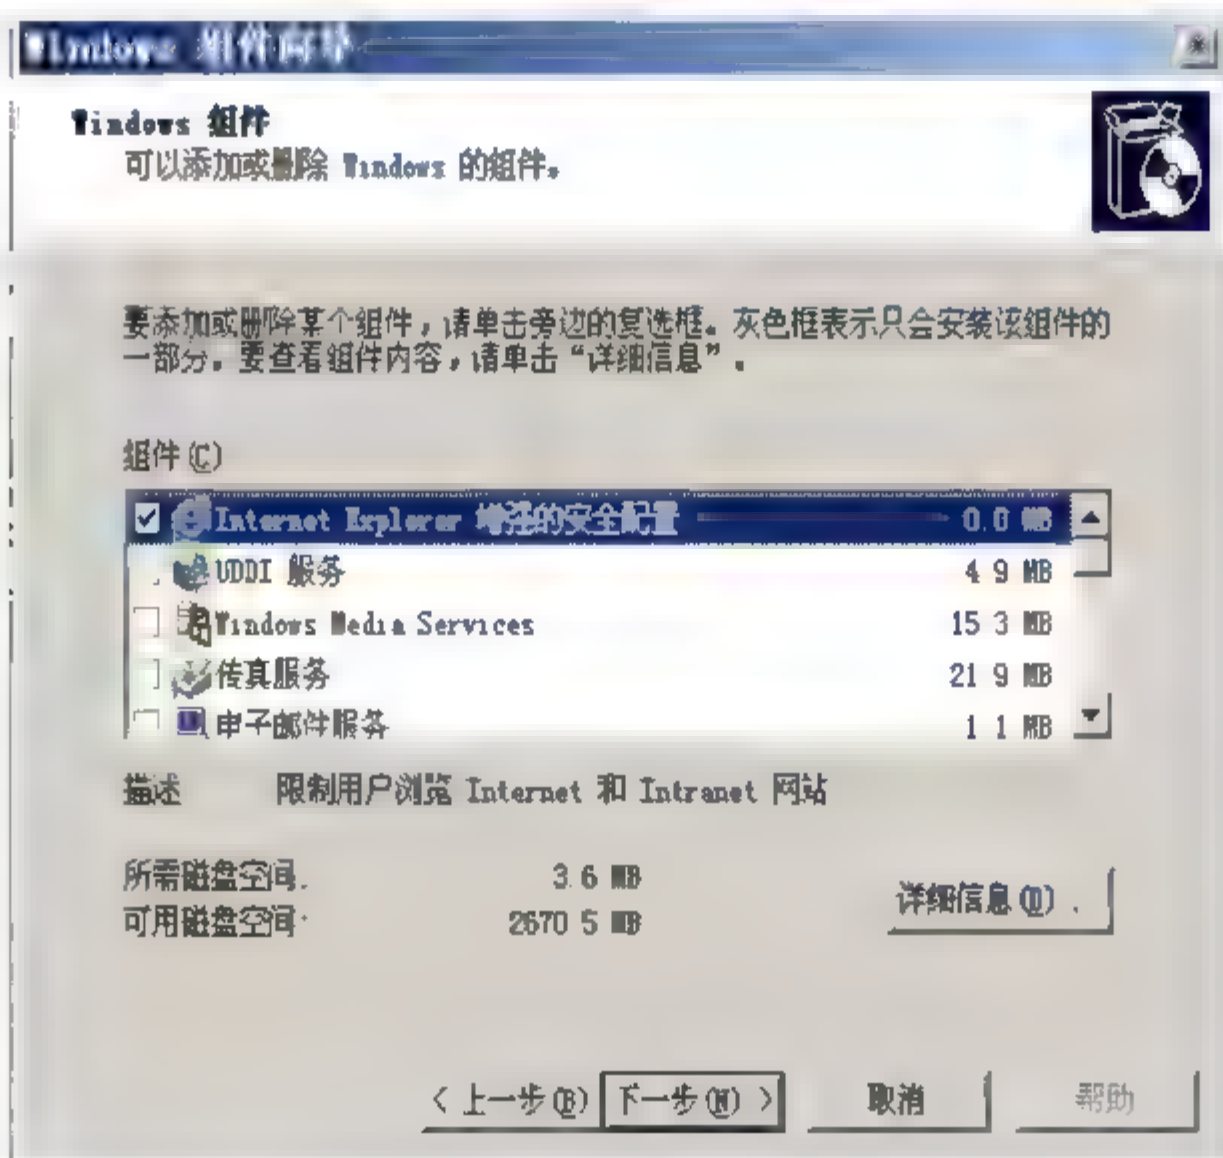 Windows 组件向导
Windows 组件
可以添加或删除 Windows 的组件。
要添加或删除某个组件，请单击旁边的复选框。灰色框表示只会安装该组件的
一部分。要查看组件内容，请单击“详细信息”。
组件(C)
Internet Explorer 增强的安全配置 0.0 MB
UDDI 服务 4 9 MB
Windows Media Services 15 3 MB
传真服务 21 9 MB
电子邮件服务 1 1 MB
描述 限制用户浏览 Internet 和 Intranet 网站
所需磁盘空间: 3.6 MB
可用磁盘空间: 2670 5 MB
详细信息(D)
< 上一步(B) 下一步(N) > 取消 帮助